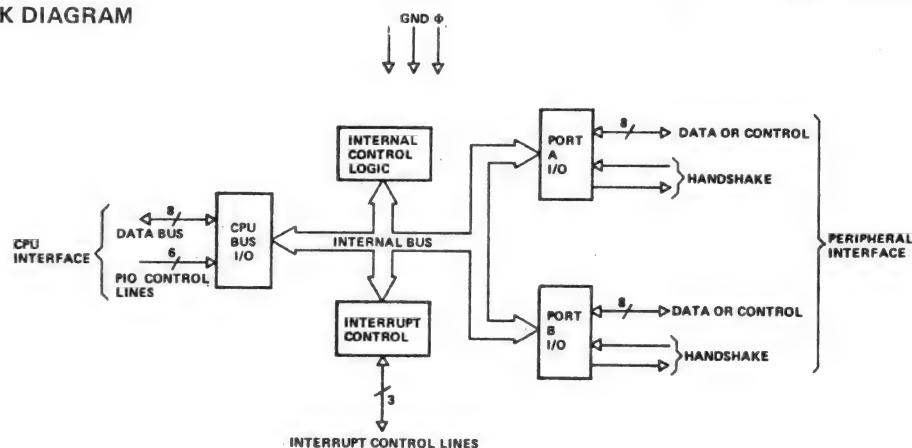 K DIAGRAM
GND Φ
INTERNAL
CONTROL
LOGIC
PORT
A
I/O
8
DATA OR CONTROL
HANDSHAKE
CPU
INTERFACE
8
DATA BUS
6
PIO CONTROL
LINES
CPU
BUS
I/O
INTERNAL BUS
PERIPHERAL
INTERFACE
INTERRUPT
CONTROL
PORT
B
I/O
8
DATA OR CONTROL
HANDSHAKE
3
INTERRUPT CONTROL LINES